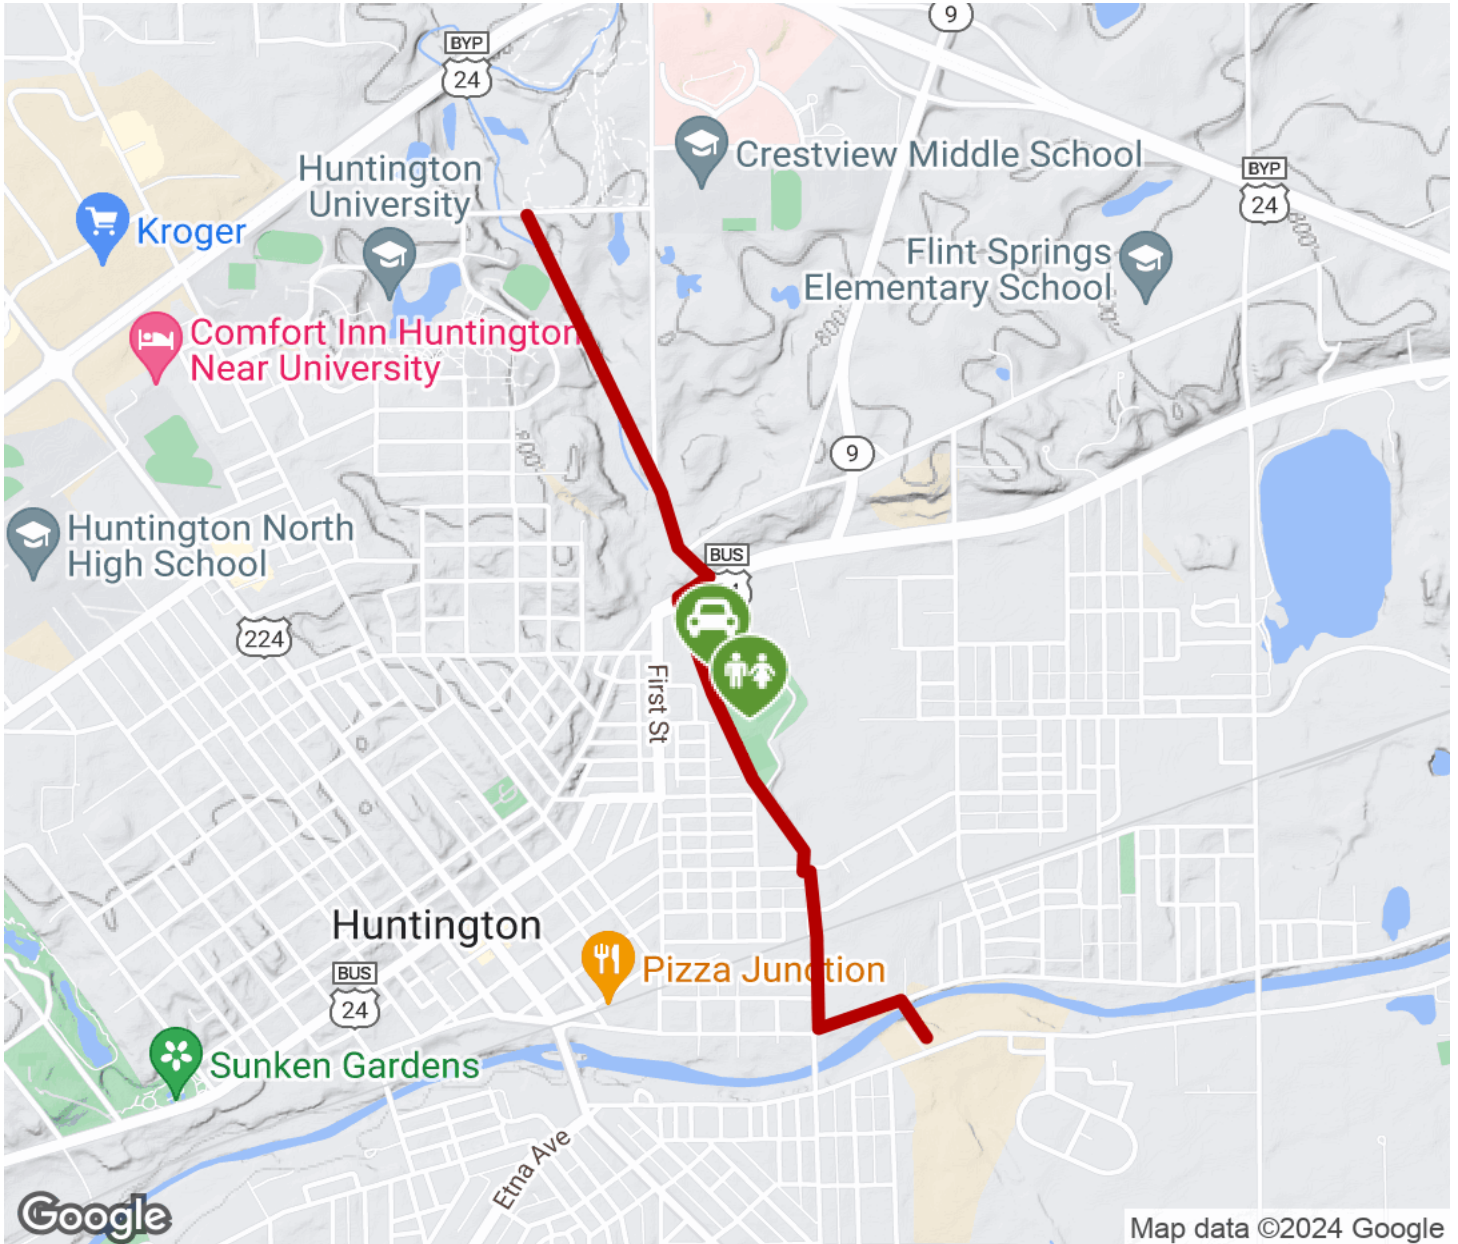 9
BYP
24
Crestview Middle School
Huntington
University
BYP
24
Kroger
800'
Flint Springs
Elementary School
800'
Comfort Inn Huntington
Near University
9
Huntington North
High School
BUS
224
First St
Huntington
Pizza Junction
BUS
24
Sunken Gardens
Etna Ave
Google
Map data ©2024 Google